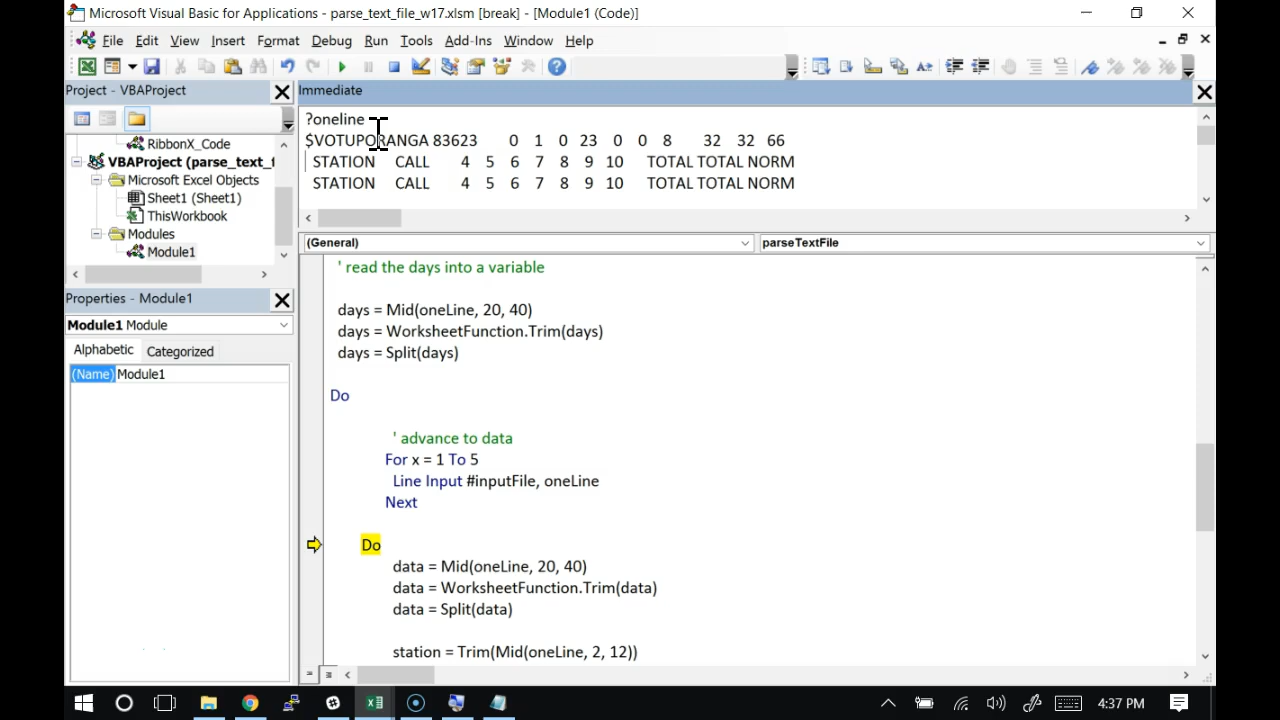 Microsoft Visual Basic for Applications - parse_text_file_w17.xlsm [break] - [Module1 (Code)]
File Edit View Insert Format Debug Run Tools Add-Ins Window Help
Project - VBAProject
RibbonX_Code
VBAProject (parse_text_f
Microsoft Excel Objects
Sheet1 (Sheet1)
ThisWorkbook
Modules
Module1
Properties - Module1
Module1 Module
Alphabetic Categorized
(Name) Module1
Immediate
?oneline
$VOTUPORANGA 83623 0 1 0 23 0 0 8 32 32 66
STATION CALL 4 5 6 7 8 9 10 TOTAL TOTAL NORM
STATION CALL 4 5 6 7 8 9 10 TOTAL TOTAL NORM
(General) parseTextFile
' read the days into a variable
days = Mid(oneLine, 20, 40)
days = WorksheetFunction.Trim(days)
days = Split(days)
Do
' advance to data
For x = 1 To 5
Line Input #inputFile, oneLine
Next
Do
data = Mid(oneLine, 20, 40)
data = WorksheetFunction.Trim(data)
data = Split(data)
station = Trim(Mid(oneLine, 2, 12))
4:37 PM